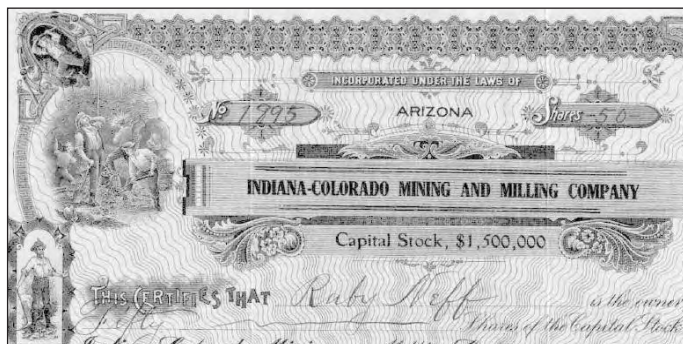 INCORPORATED UNDER THE LAWS OF
No 1895 ARIZONA Shares - 50
INDIANA-COLORADO MINING AND MILLING COMPANY
Capital Stock, $1,500,000
THIS CERTIFIES THAT Ruby Neff is the owner
Fifty Shares of the Capital Stock